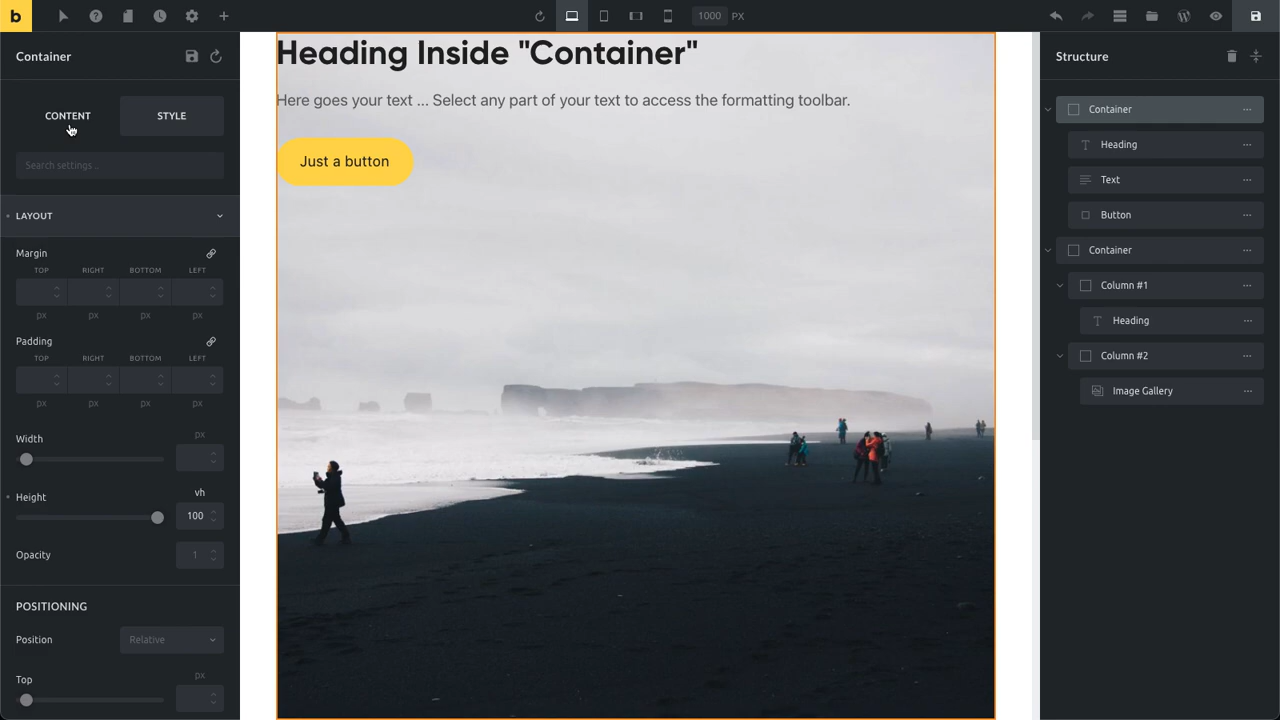 b
1000 PX
Container
CONTENT STYLE
Search settings ..
LAYOUT
Margin
TOP RIGHT BOTTOM LEFT
px px px px
Padding
TOP RIGHT BOTTOM LEFT
px px px px
Width px
Height vh
100
Opacity 1
POSITIONING
Position Relative
Top px
Heading Inside "Container"
Here goes your text ... Select any part of your text to access the formatting toolbar.
Just a button
Structure
Container
Heading
Text
Button
Container
Column #1
Heading
Column #2
Image Gallery